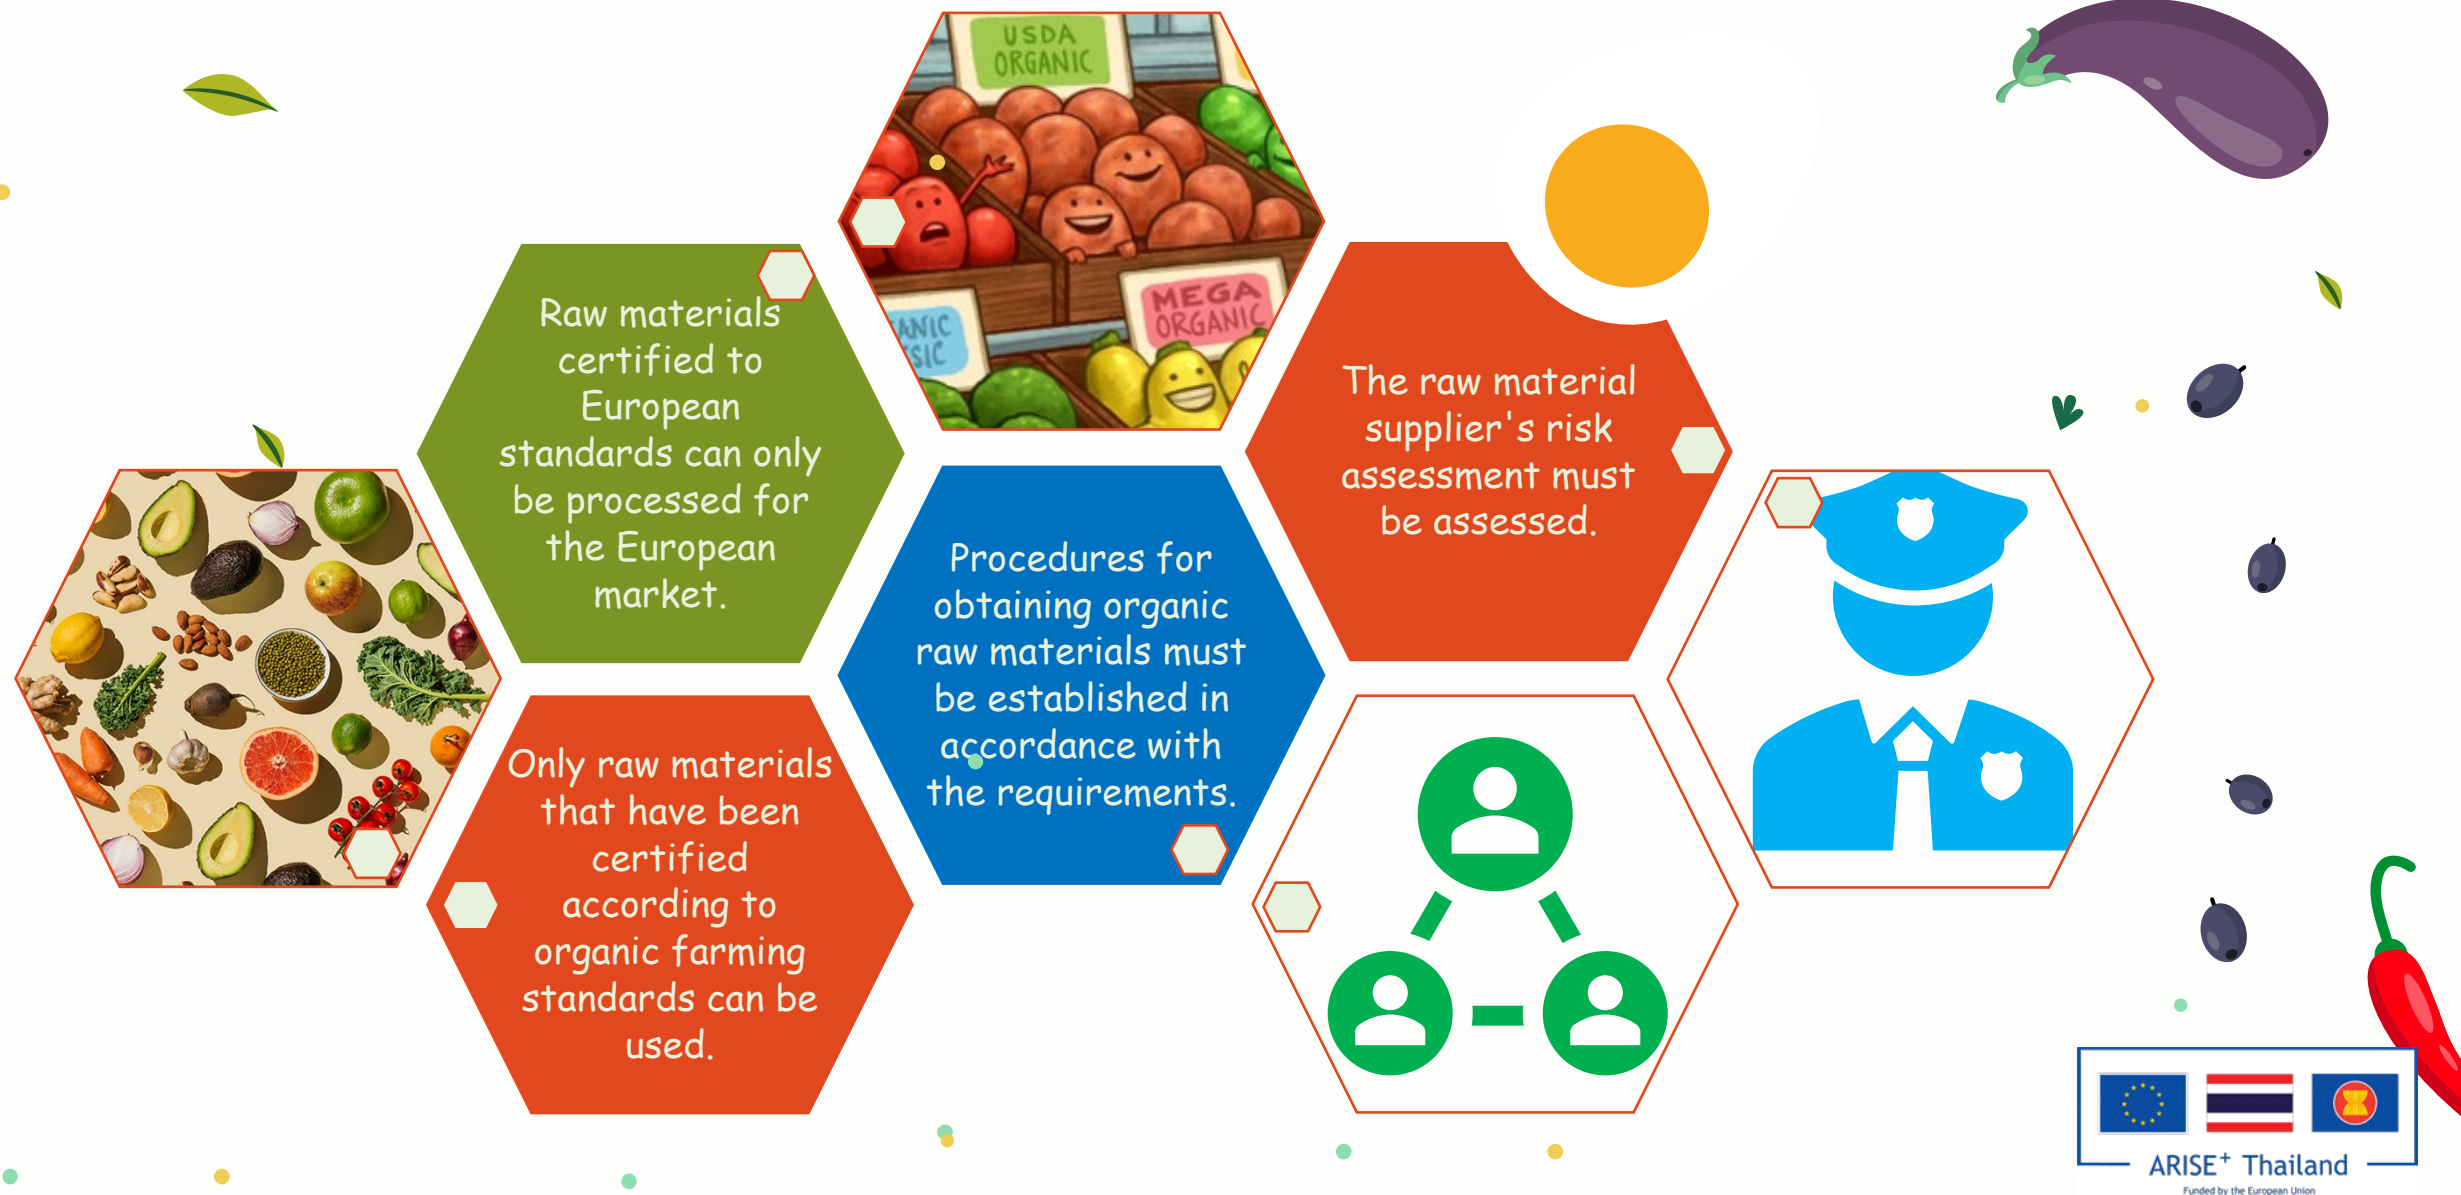 USDA
ORGANIC
MEGA
ORGANIC
Raw materials
certified to
European
standards can only
be processed for
the European
market.
The raw material
supplier's risk
assessment must
be assessed.
Procedures for
obtaining organic
raw materials must
be established in
accordance with
the requirements.
Only raw materials
that have been
certified
according to
organic farming
standards can be
used.
ARISE+ Thailand
Funded by the European Union